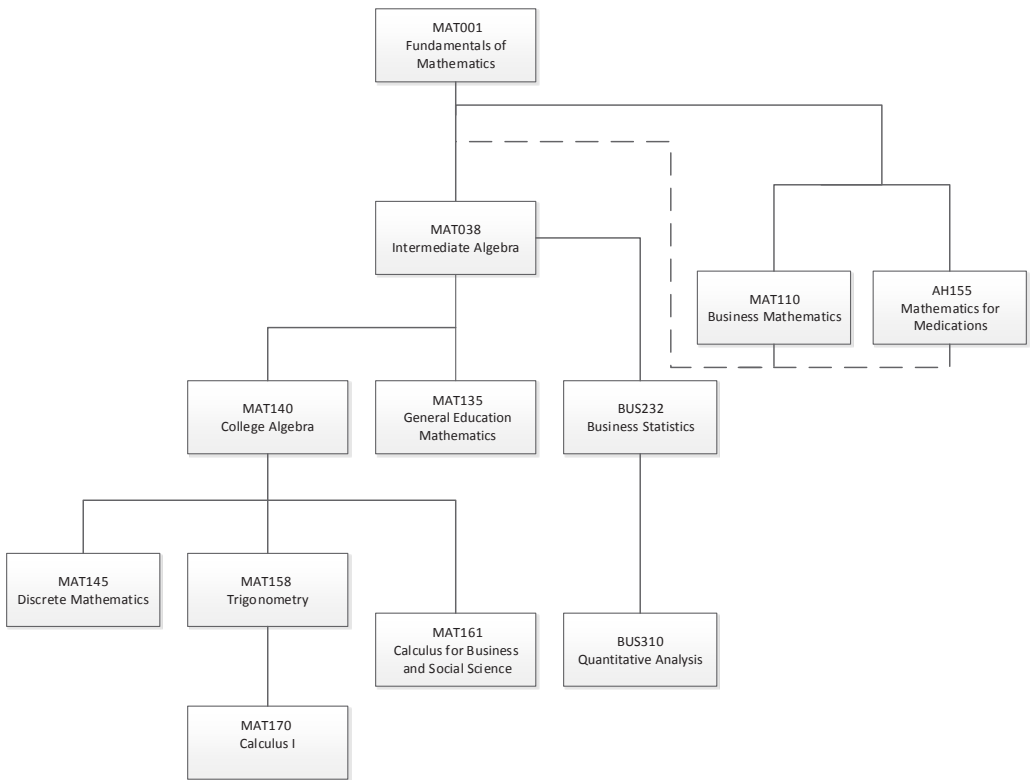 MAT001
Fundamentals of
Mathematics
MAT038
Intermediate Algebra
MAT110
Business Mathematics
AH155
Mathematics for
Medications
MAT140
College Algebra
MAT135
General Education
Mathematics
BUS232
Business Statistics
MAT145
Discrete Mathematics
MAT158
Trigonometry
MAT161
Calculus for Business
and Social Science
BUS310
Quantitative Analysis
MAT170
Calculus I